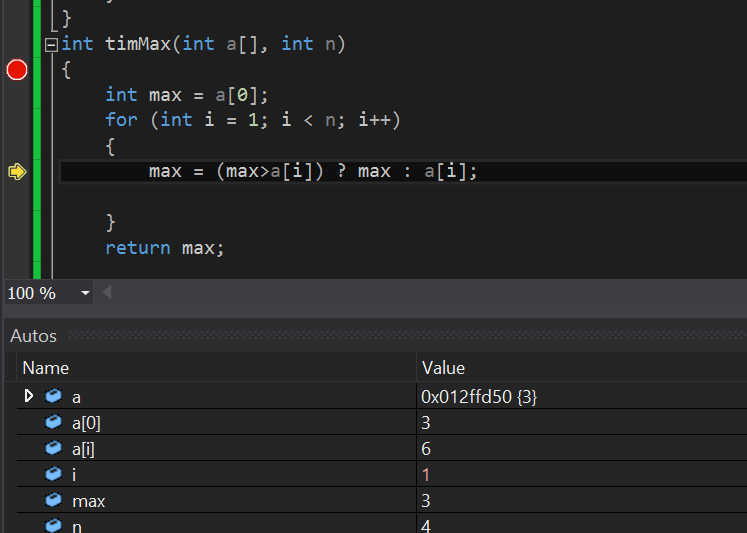 }
int timMax(int a[], int n)
{
int max = a[0];
for (int i = 1; i < n; i++)
{
max = (max>a[i]) ? max : a[i];
}
return max;
100 %
Autos
Name Value
a 0x012ffd50 {3}
a[0] 3
a[i] 6
i 1
max 3
n 4